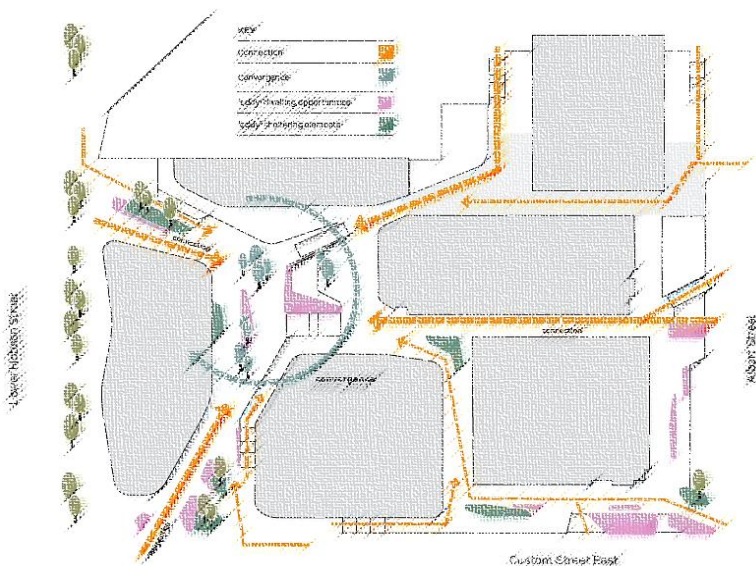 KEY
Connection
Convergence
'eddy' dwelling opportunities
'eddy' sheltering elements
connection
connection
convergence
Lower Hobson Street
Albert Street
Custom Street East